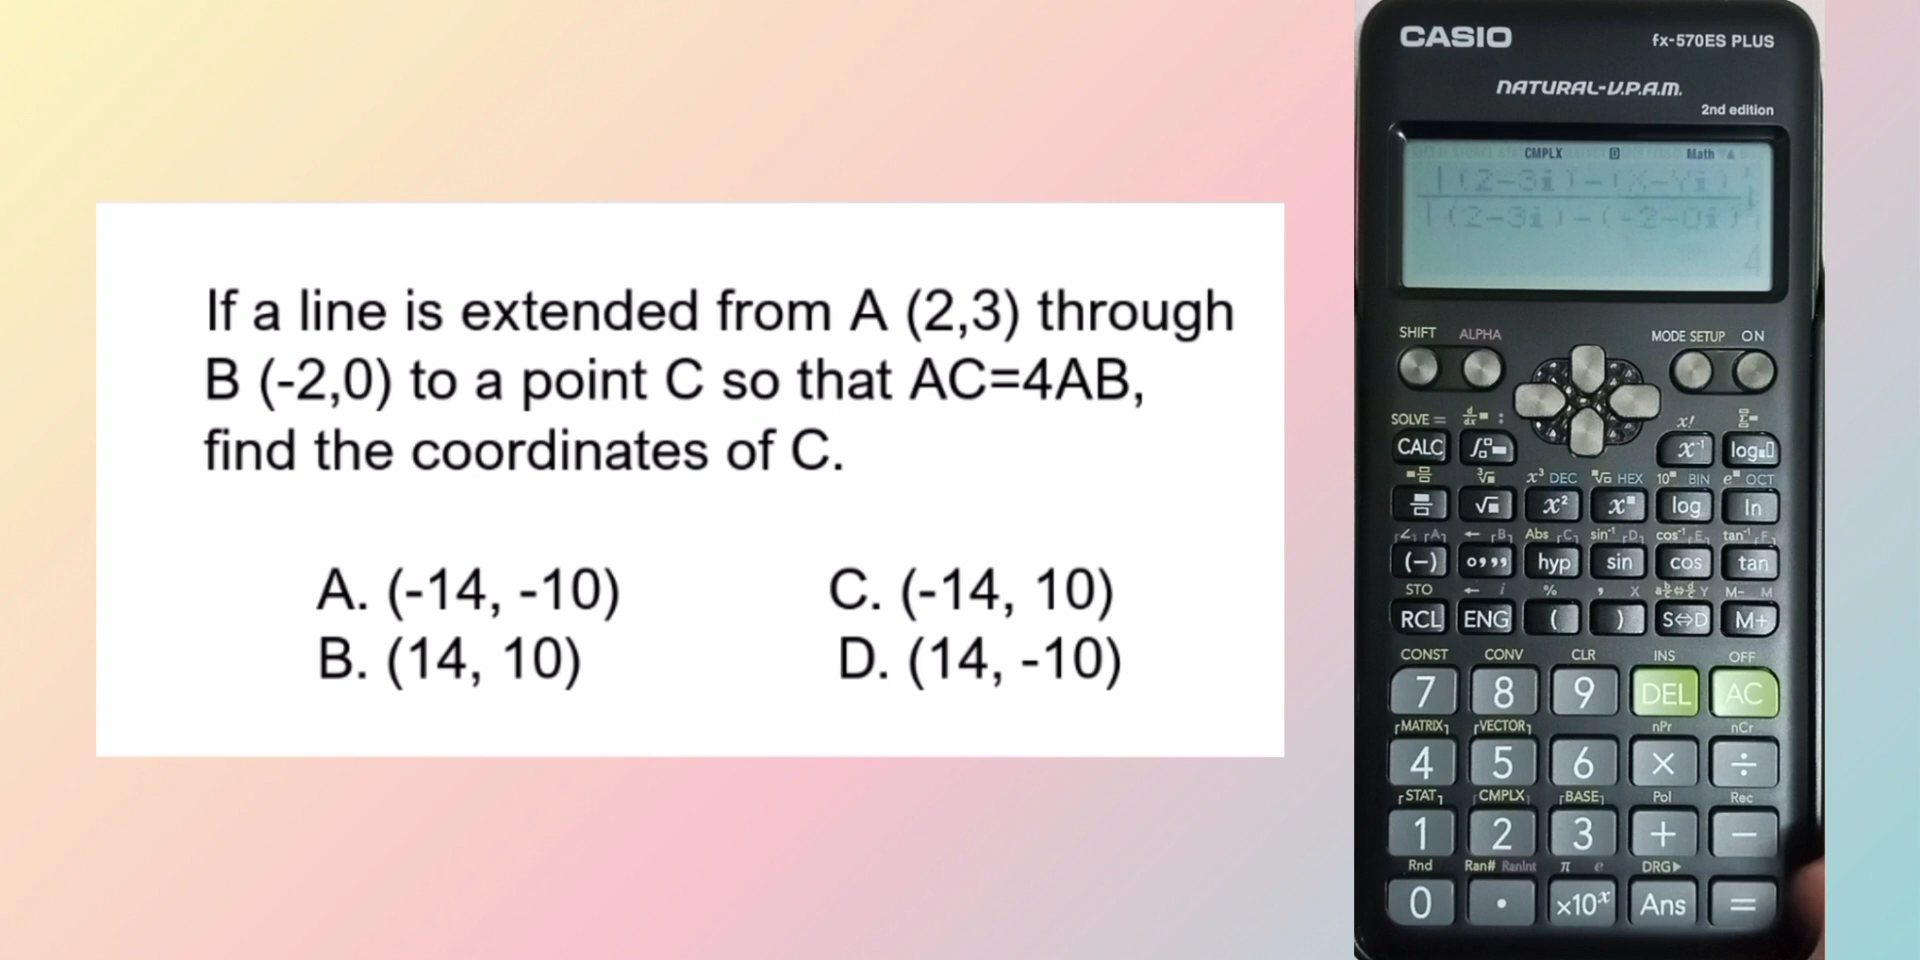 If a line is extended from A (2,3) through
B (-2,0) to a point C so that AC=4AB,
find the coordinates of C.
A. (-14, -10)
C. (-14, 10)
B. (14, 10)
D. (14, -10)
CASIO
fx-570ES PLUS
NATURAL-V.P.A.M.
2nd edition
CMPLX D Math ▼▲
|(2-3i)-(X-Yi)
|(2-3i)-(-2-0i)
4
SHIFT ALPHA MODE SETUP ON
SOLVE = d/dx : x! Σ
CALC ∫ x⁻¹ log
³√ x³ DEC √ HEX 10 BIN e OCT
√ x² x log ln
∠ A ← B Abs C sin⁻¹ D cos⁻¹ E tan⁻¹ F
(−) hyp sin cos tan
STO ← i % , X Y M− M
RCL ENG ( ) S⇔D M+
CONST CONV CLR INS OFF
7 8 9 DEL AC
MATRIX VECTOR nPr nCr
4 5 6 × ÷
STAT CMPLX BASE Pol Rec
1 2 3 + −
Rnd Ran# RanInt π e DRG▶
0 . ×10ˣ Ans =